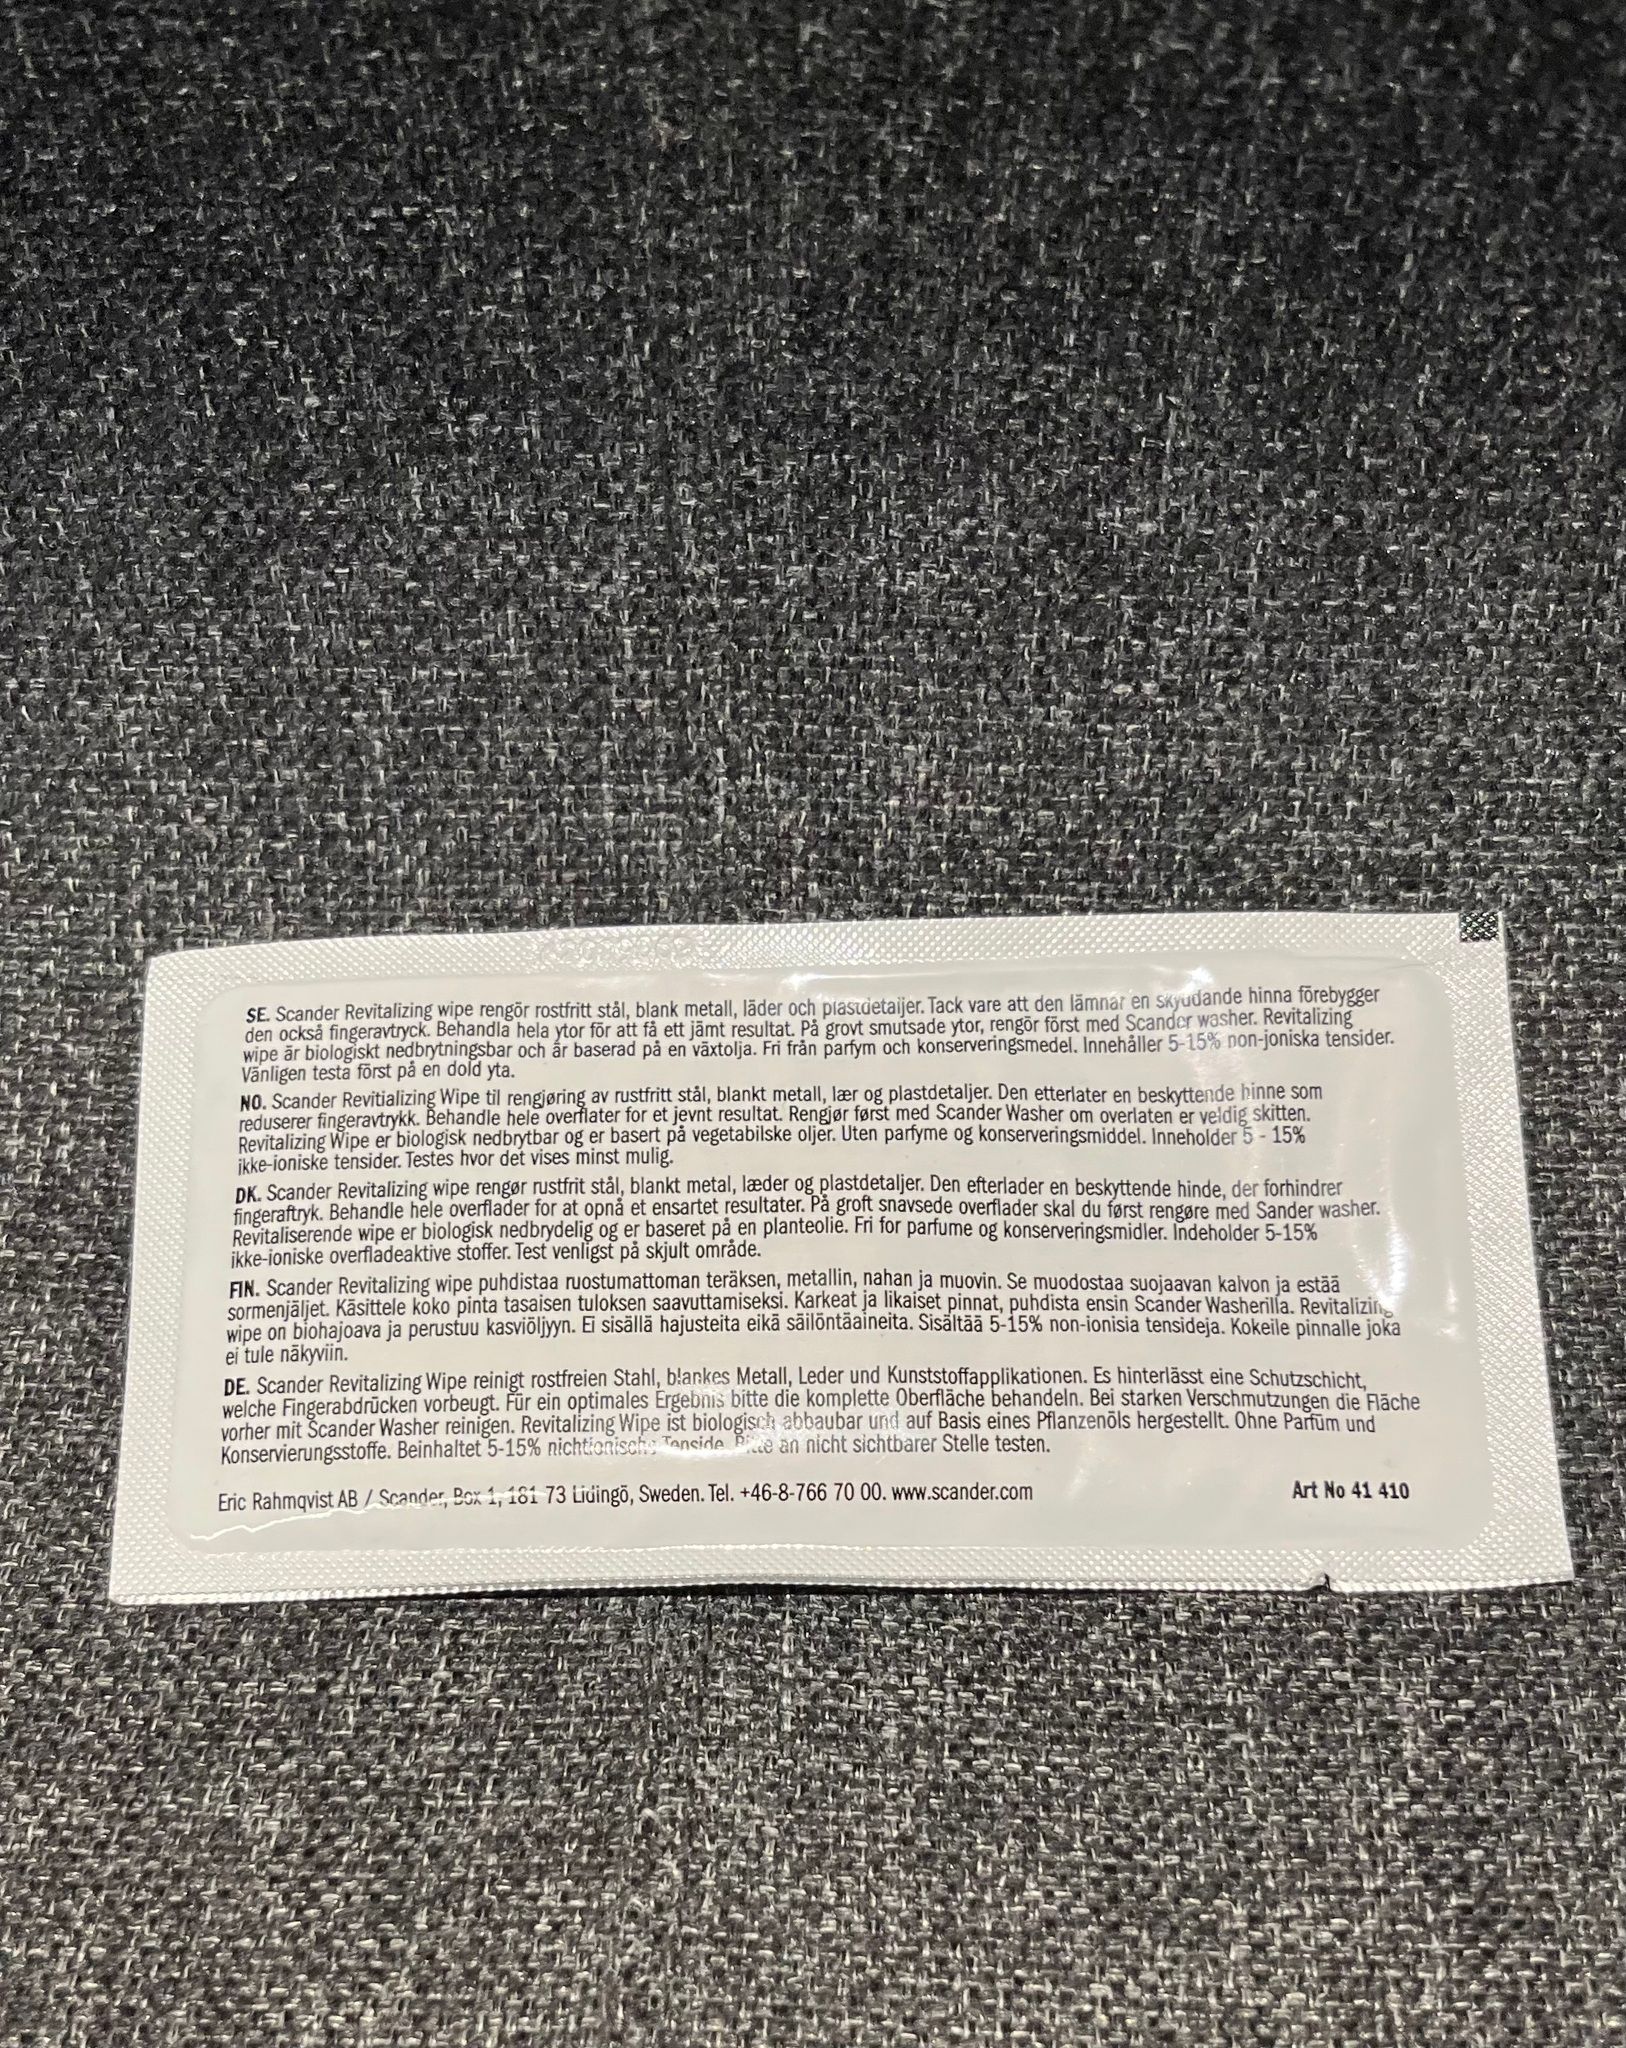 SE. Scander Revitalizing wipe rengör rostfritt stål, blank metall, läder och plastdetaljer. Tack vare att den lämnar en skyddande hinna förebygger
den också fingeravtryck. Behandla hela ytor för att få ett jämt resultat. På grovt smutsade ytor, rengör först med Scander washer. Revitalizing
wipe är biologiskt nedbrytningsbar och är baserad på en växtolja. Fri från parfym och konserveringsmedel. Innehåller 5-15% non-joniska tensider.
Vänligen testa först på en dold yta.
NO. Scander Revitializing Wipe til rengjøring av rustfritt stål, blankt metall, lær og plastdetaljer. Den etterlater en beskyttende hinne som
reduserer fingeravtrykk. Behandle hele overflater for et jevnt resultat. Rengjør først med Scander Washer om overlaten er veldig skitten.
Revitalizing Wipe er biologisk nedbrytbar og er basert på vegetabilske oljer. Uten parfyme og konserveringsmiddel. Inneholder 5 - 15%
ikke-ioniske tensider. Testes hvor det vises minst mulig.
DK. Scander Revitalizing wipe rengør rustfrit stål, blankt metal, læder og plastdetaljer. Den efterlader en beskyttende hinde, der forhindrer
fingeraftryk. Behandle hele overflader for at opnå et ensartet resultater. På groft snavsede overflader skal du først rengøre med Sander washer.
Revitaliserende wipe er biologisk nedbrydelig og er baseret på en planteolie. Fri for parfume og konserveringsmidler. Indeholder 5-15%
ikke-ioniske overfladeaktive stoffer. Test venligst på skjult område.
FIN. Scander Revitalizing wipe puhdistaa ruostumattoman teräksen, metallin, nahan ja muovin. Se muodostaa suojaavan kalvon ja estää
sormenjäljet. Käsittele koko pinta tasaisen tuloksen saavuttamiseksi. Karkeat ja likaiset pinnat, puhdista ensin Scander Washerilla. Revitalizing
wipe on biohajoava ja perustuu kasviöljyyn. Ei sisällä hajusteita eikä säilöntäaineita. Sisältää 5-15% non-ionisia tensideja. Kokeile pinnalle joka
ei tule näkyviin.
DE. Scander Revitalizing Wipe reinigt rostfreien Stahl, blankes Metall, Leder und Kunststoffapplikationen. Es hinterlässt eine Schutzschicht,
welche Fingerabdrücken vorbeugt. Für ein optimales Ergebnis bitte die komplette Oberfläche behandeln. Bei starken Verschmutzungen die Fläche
vorher mit Scander Washer reinigen. Revitalizing Wipe ist biologisch abbaubar und auf Basis eines Pflanzenöls hergestellt. Ohne Parfüm und
Konservierungsstoffe. Beinhaltet 5-15% nichtionische Tenside. Bitte an nicht sichtbarer Stelle testen.
Eric Rahmqvist AB / Scander, Box 1, 181 73 Lidingö, Sweden. Tel. +46-8-766 70 00. www.scander.com
Art No 41 410